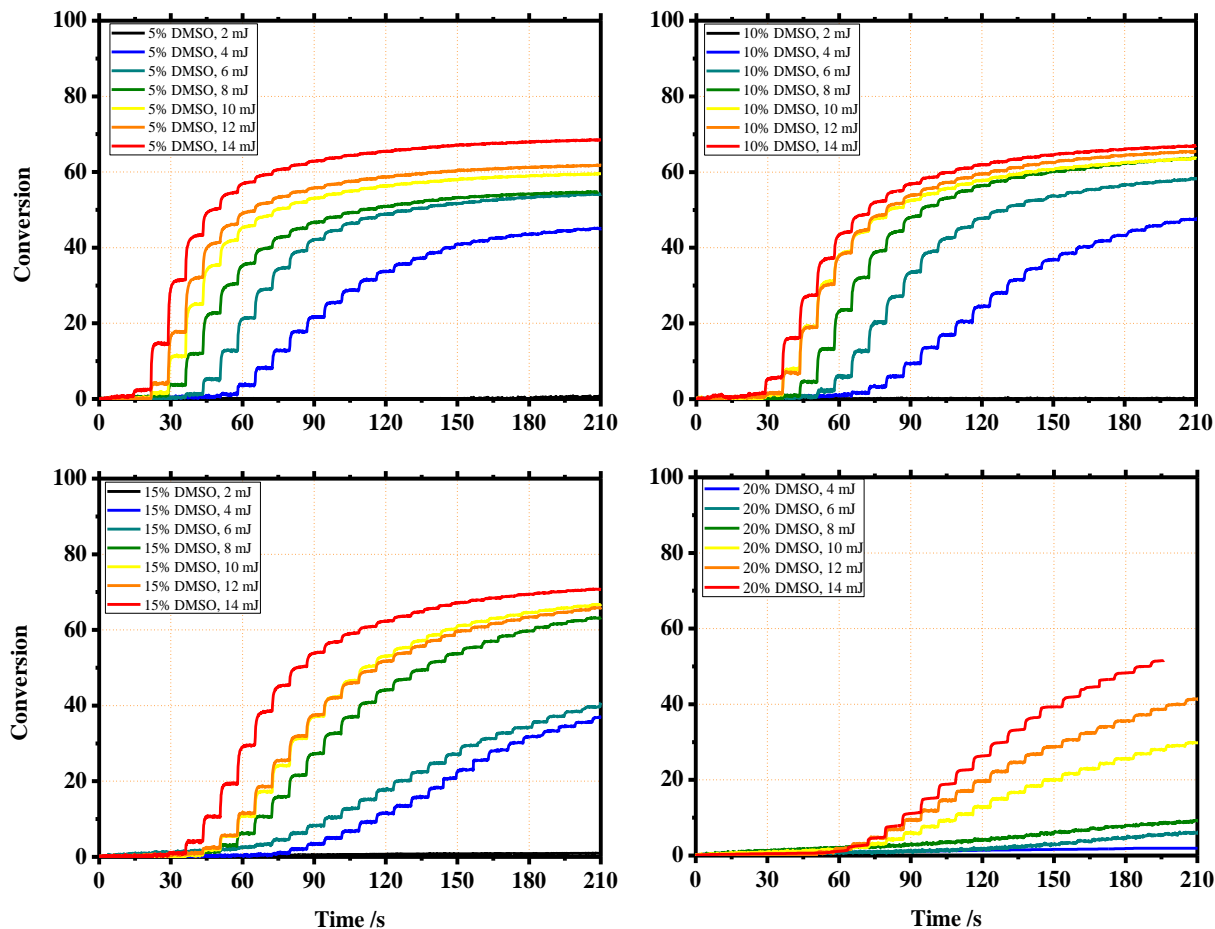 100
80
60
40
20
0
Conversion
5% DMSO, 2 mJ
5% DMSO, 4 mJ
5% DMSO, 6 mJ
5% DMSO, 8 mJ
5% DMSO, 10 mJ
5% DMSO, 12 mJ
5% DMSO, 14 mJ
0 30 60 90 120 150 180 210
100
80
60
40
20
0
10% DMSO, 2 mJ
10% DMSO, 4 mJ
10% DMSO, 6 mJ
10% DMSO, 8 mJ
10% DMSO, 10 mJ
10% DMSO, 12 mJ
10% DMSO, 14 mJ
0 30 60 90 120 150 180 210
100
80
60
40
20
0
Conversion
15% DMSO, 2 mJ
15% DMSO, 4 mJ
15% DMSO, 6 mJ
15% DMSO, 8 mJ
15% DMSO, 10 mJ
15% DMSO, 12 mJ
15% DMSO, 14 mJ
0 30 60 90 120 150 180 210
Time /s
100
80
60
40
20
0
20% DMSO, 4 mJ
20% DMSO, 6 mJ
20% DMSO, 8 mJ
20% DMSO, 10 mJ
20% DMSO, 12 mJ
20% DMSO, 14 mJ
0 30 60 90 120 150 180 210
Time /s